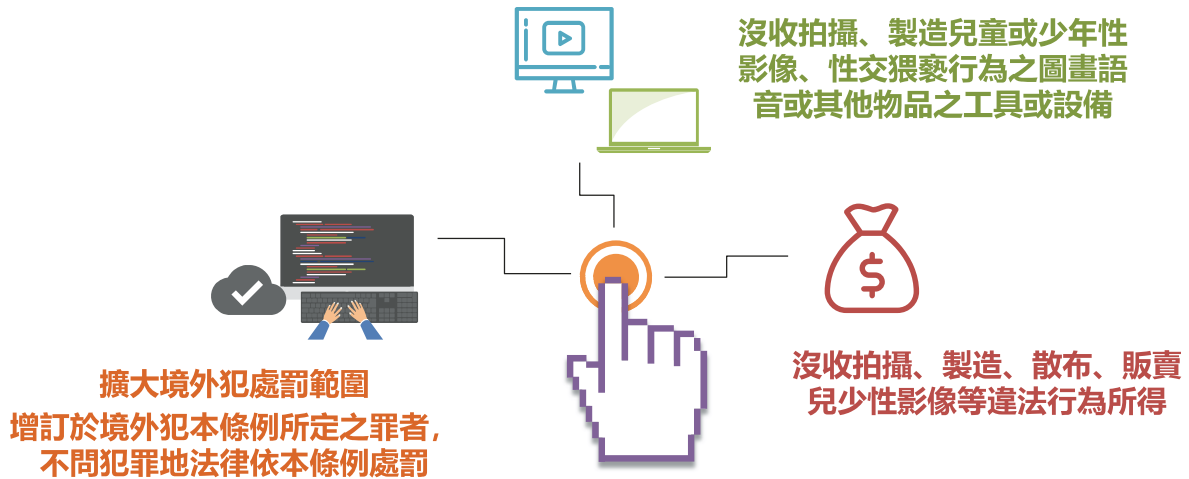 沒收拍攝、製造兒童或少年性
影像、性交猥褻行為之圖畫語
音或其他物品之工具或設備
$
沒收拍攝、製造、散布、販賣
兒少性影像等違法行為所得
擴大境外犯處罰範圍
增訂於境外犯本條例所定之罪者，
不問犯罪地法律依本條例處罰